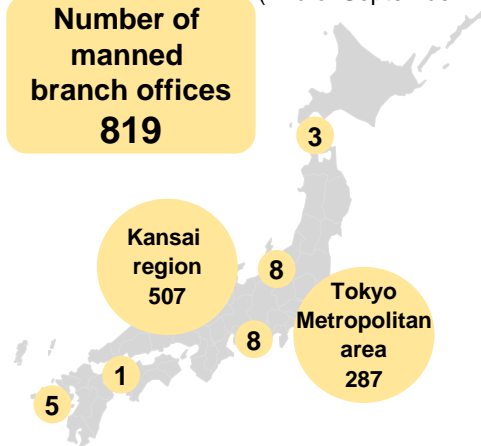 Number of
manned
branch offices
819
3
Kansai
region
507
8
Tokyo
Metropolitan
area
287
8
1
5